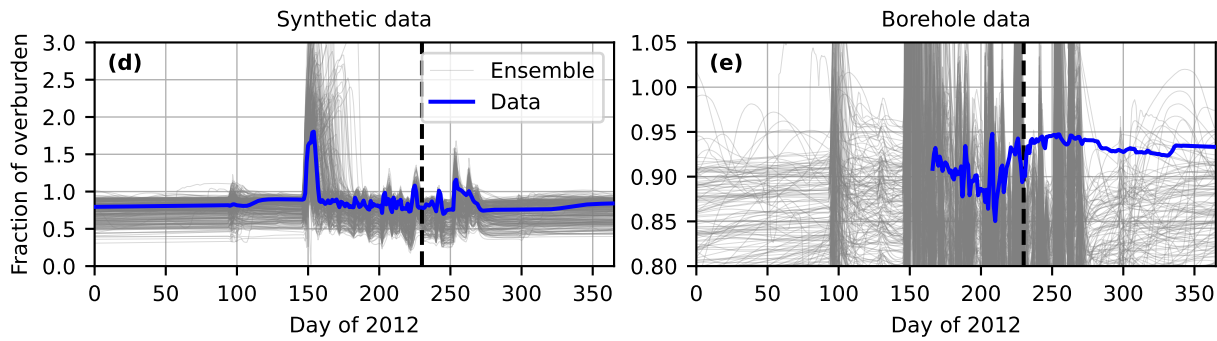 Synthetic data
Borehole data
Fraction of overburden
3.0
2.5
2.0
1.5
1.0
0.5
0.0
(d)
Ensemble
Data
0 50 100 150 200 250 300 350
Day of 2012
1.05
1.00
0.95
0.90
0.85
0.80
(e)
0 50 100 150 200 250 300 350
Day of 2012